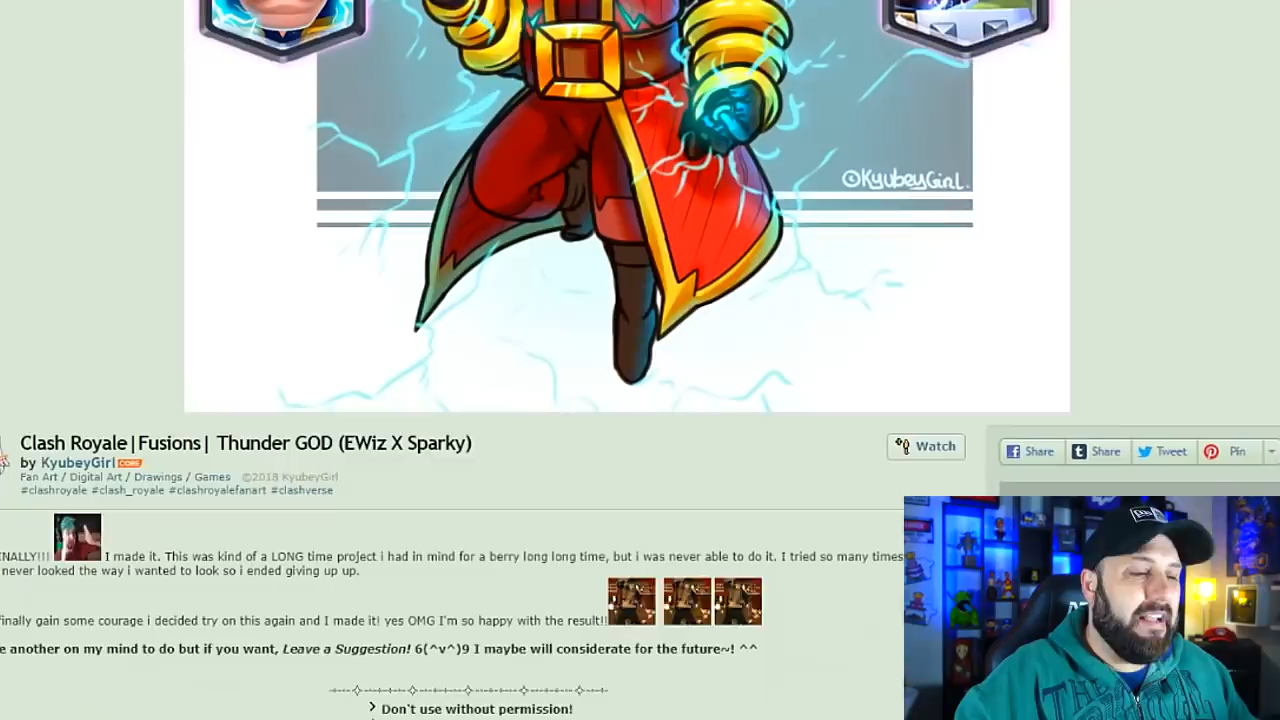 ©KyubeyGirl.
Clash Royale|Fusions| Thunder GOD (EWiz X Sparky)
by KyubeyGirl CORE
Watch
Share
Share
Tweet
Pin
Fan Art / Digital Art / Drawings / Games ©2018 KyubeyGirl
#clashroyale #clash_royale #clashroyalefanart #clashverse
INALLY!!! I made it. This was kind of a LONG time project i had in mind for a berry long long time, but i was never able to do it. I tried so many times
never looked the way i wanted to look so i ended giving up up.
finally gain some courage i decided try on this again and I made it! yes OMG I'm so happy with the result!!
e another on my mind to do but if you want, Leave a Suggestion! 6(^v^)9 I maybe will considerate for the future~! ^^
Don't use without permission!